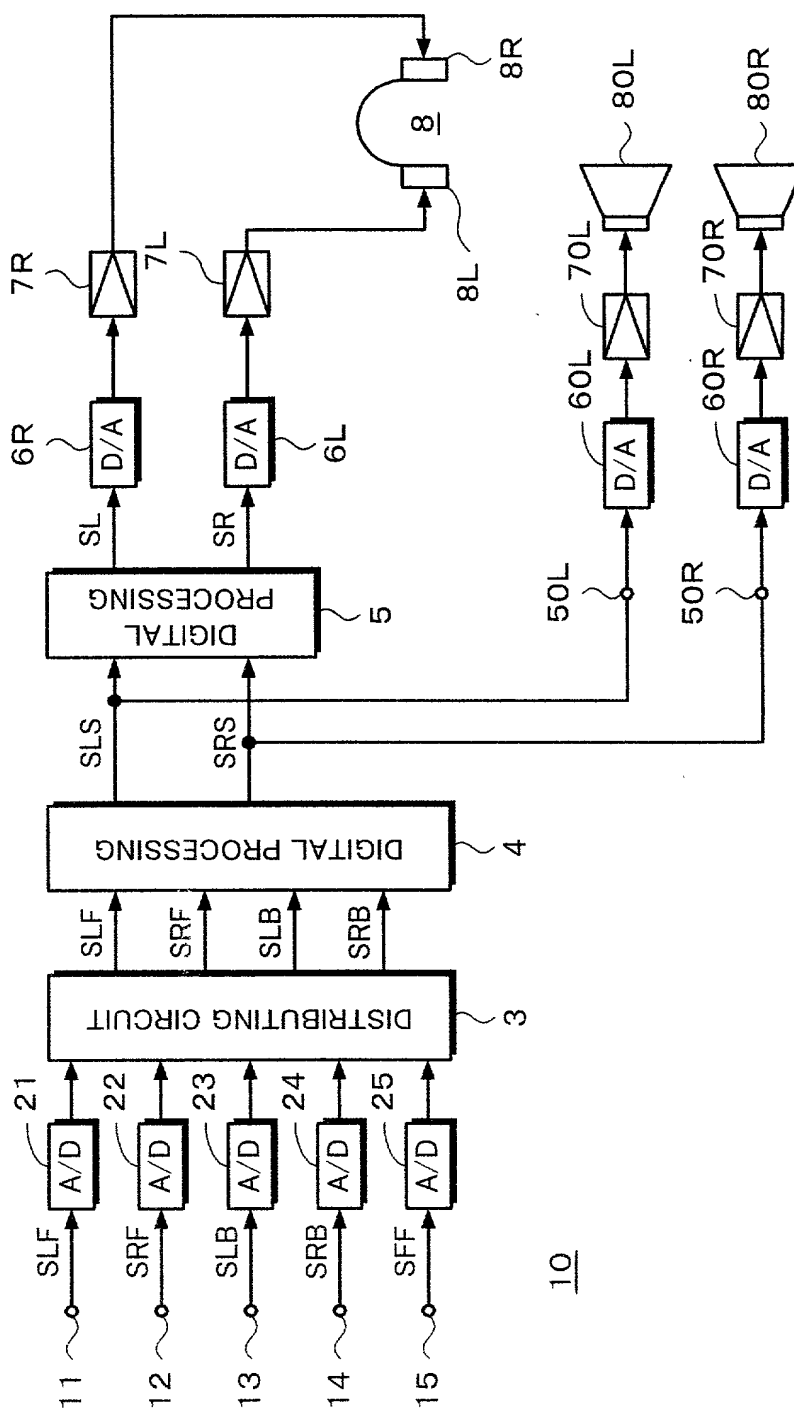 11
SLF
A/D
21
12
SRF
A/D
22
13
SLB
A/D
23
14
SRB
A/D
24
15
SFF
A/D
25
10
DISTRIBUTING CIRCUIT
3
SLF
SRF
SLB
SRB
DIGITAL PROCESSING
4
SLS
SRS
DIGITAL
PROCESSING
5
SL
SR
6R
D/A
D/A
6L
7R
7L
8
8L
8R
50L
50R
60L
D/A
60R
D/A
70L
70R
80L
80R